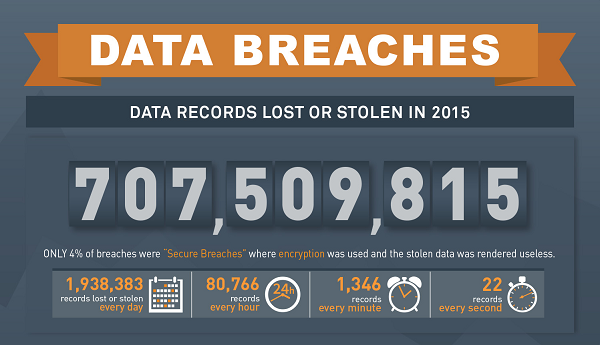 DATA BREACHES
DATA RECORDS LOST OR STOLEN IN 2015
707,509,815
ONLY 4% of breaches were "Secure Breaches" where encryption was used and the stolen data was rendered useless.
1,938,383
records lost or stolen
every day
80,766
records
every hour
24h
1,346
records
every minute
22
records
every second